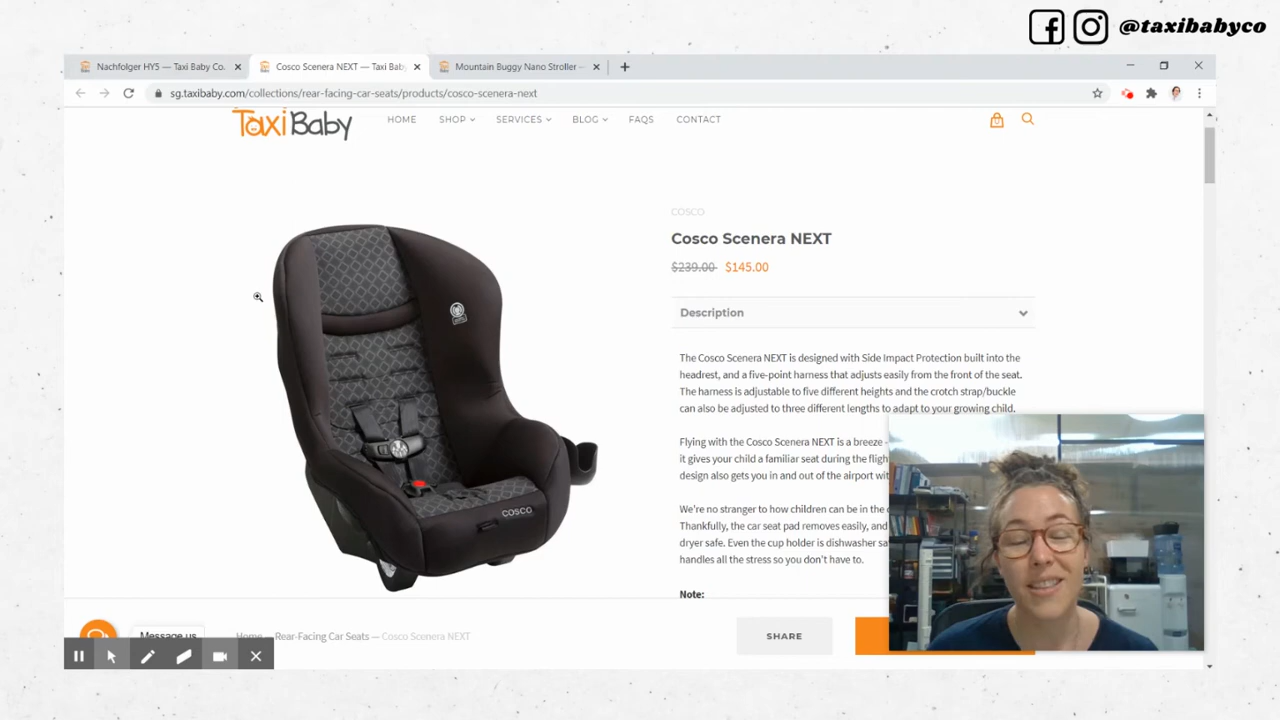 @taxibabyco
Nachfolger HY5 — Taxi Baby Co.
Cosco Scenera NEXT — Taxi Bab
Mountain Buggy Nano Stroller —
sg.taxibaby.com/collections/rear-facing-car-seats/products/cosco-scenera-next
Taxi Baby
HOME
SHOP
SERVICES
BLOG
FAQS
CONTACT
COSCO
Cosco Scenera NEXT
$239.00 $145.00
Description
The Cosco Scenera NEXT is designed with Side Impact Protection built into the
headrest, and a five-point harness that adjusts easily from the front of the seat.
The harness is adjustable to five different heights and the crotch strap/buckle
can also be adjusted to three different lengths to adapt to your growing child.
Flying with the Cosco Scenera NEXT is a breeze -
it gives your child a familiar seat during the flight
design also gets you in and out of the airport wit
We're no stranger to how children can be in the
Thankfully, the car seat pad removes easily, and
dryer safe. Even the cup holder is dishwasher sa
handles all the stress so you don't have to.
Note:
COSCO
Message us
Home — Rear-Facing Car Seats — Cosco Scenera NEXT
SHARE